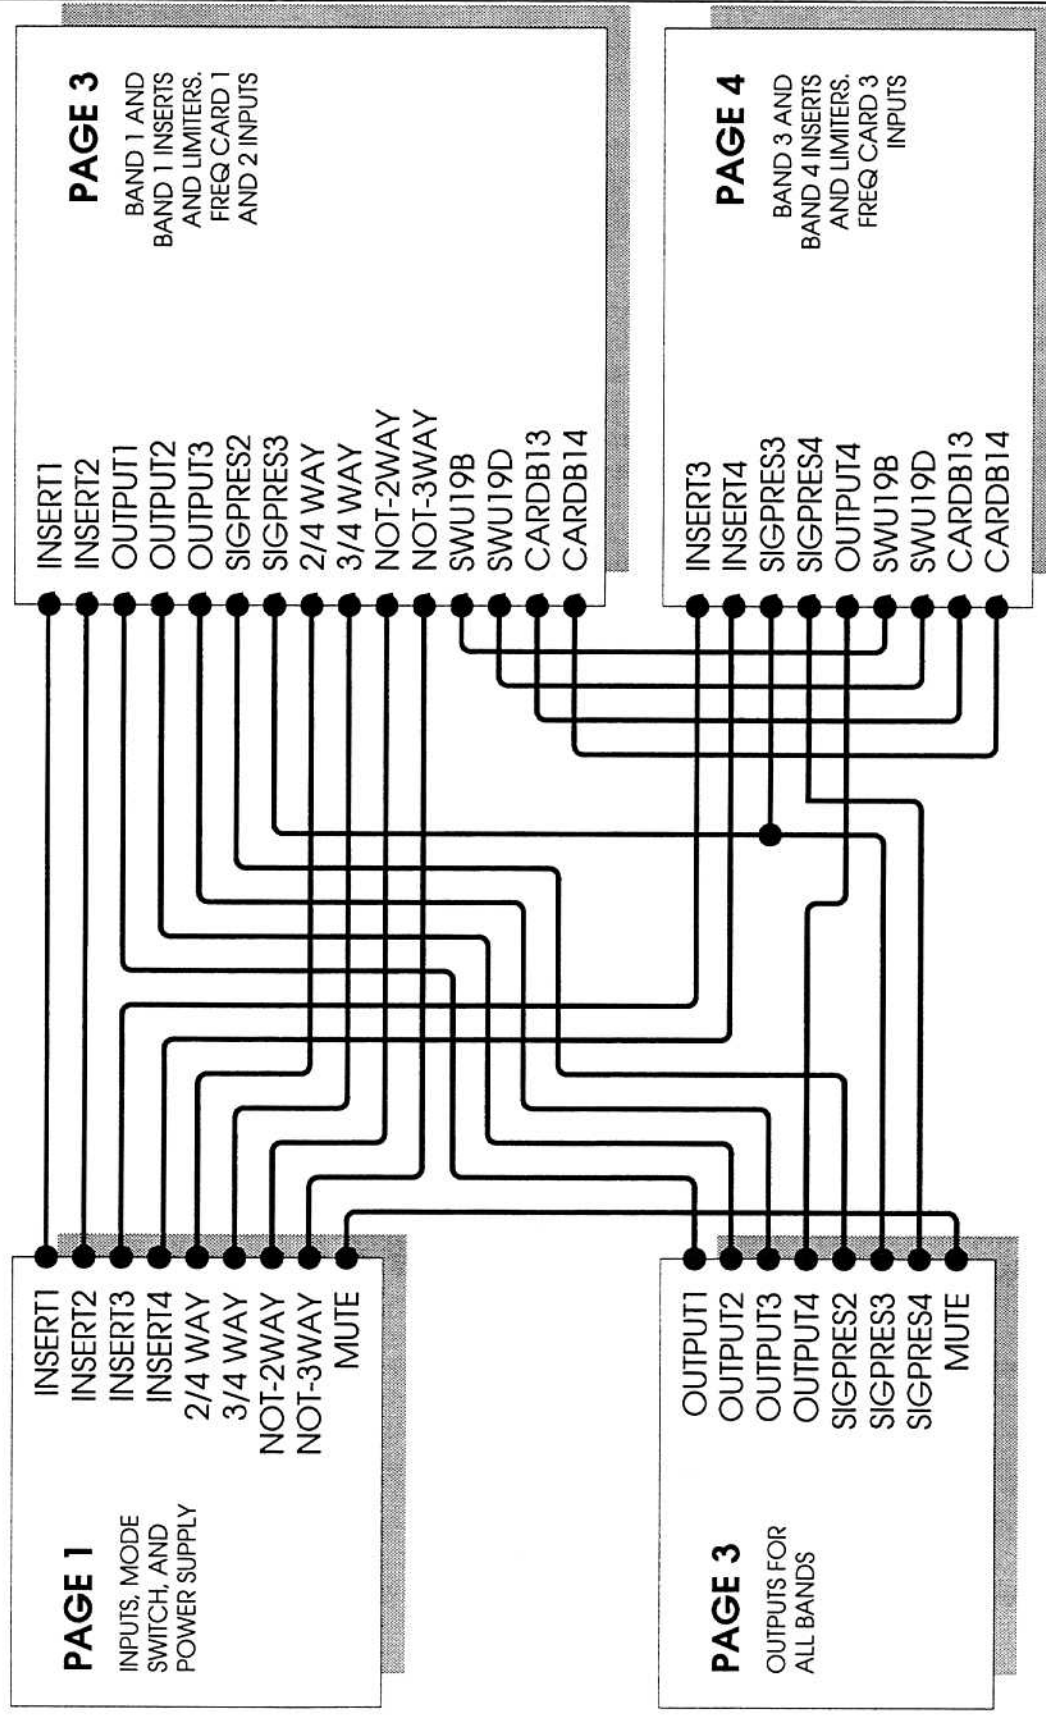 PAGE 1
INPUTS, MODE
SWITCH, AND
POWER SUPPLY
INSERT1
INSERT2
INSERT3
INSERT4
2/4 WAY
3/4 WAY
NOT-2WAY
NOT-3WAY
MUTE
PAGE 3
BAND 1 AND
BAND 1 INSERTS
AND LIMITERS.
FREQ CARD 1
AND 2 INPUTS
INSERT1
INSERT2
OUTPUT1
OUTPUT2
OUTPUT3
SIGPRES2
SIGPRES3
2/4 WAY
3/4 WAY
NOT-2WAY
NOT-3WAY
SWU19B
SWU19D
CARDB13
CARDB14
PAGE 3
OUTPUTS FOR
ALL BANDS
OUTPUT1
OUTPUT2
OUTPUT3
OUTPUT4
SIGPRES2
SIGPRES3
SIGPRES4
MUTE
PAGE 4
BAND 3 AND
BAND 4 INSERTS
AND LIMITERS.
FREQ CARD 3
INPUTS
INSERT3
INSERT4
SIGPRES3
SIGPRES4
OUTPUT4
SWU19B
SWU19D
CARDB13
CARDB14